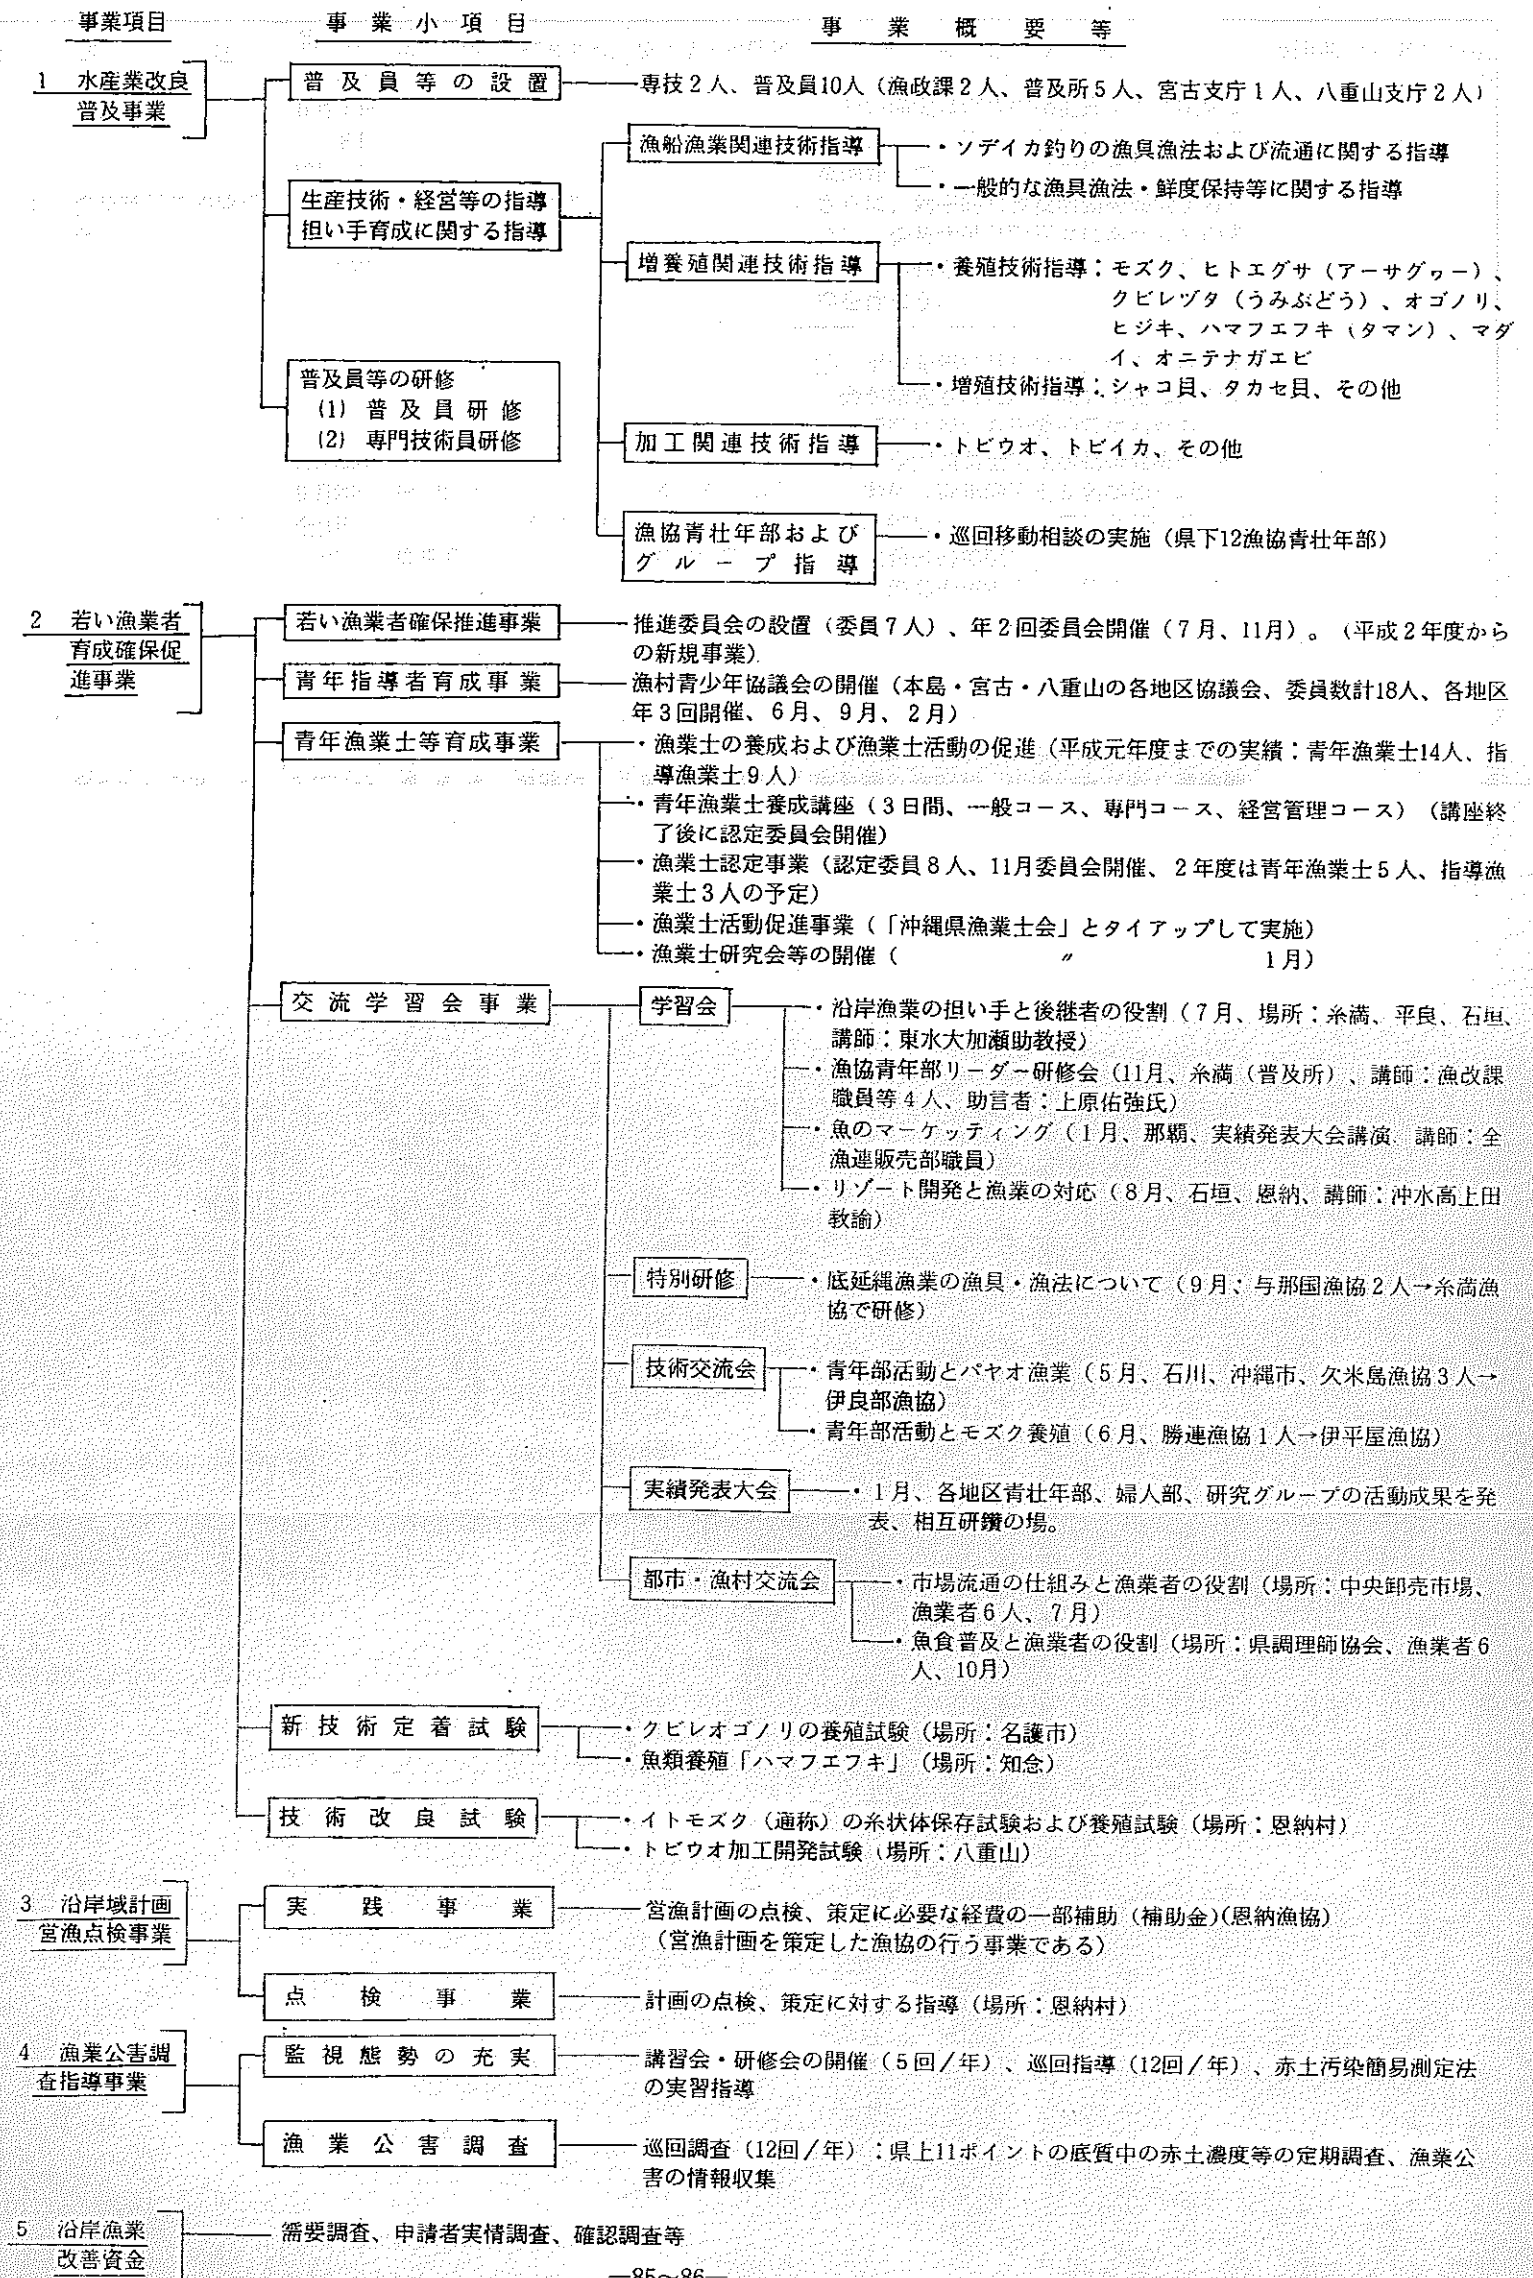 事業項目　事業小項目　事業概要等
1 水産業改良
普及事業
普及員等の設置
専技2人、普及員10人（漁政課2人、普及所5人、宮古支庁1人、八重山支庁2人）
生産技術・経営等の指導
担い手育成に関する指導
漁船漁業関連技術指導
・ソデイカ釣りの漁具漁法および流通に関する指導
・一般的な漁具漁法・鮮度保持等に関する指導
増養殖関連技術指導
・養殖技術指導：モズク、ヒトエグサ（アーサグヮー）、
クビレヅタ（うみぶどう）、オゴノリ、
ヒジキ、ハマフエフキ（タマン）、マダ
イ、オニテナガエビ
・増殖技術指導：シャコ貝、タカセ貝、その他
加工関連技術指導
・トビウオ、トビイカ、その他
漁協青壮年部および
グループ指導
・巡回移動相談の実施（県下12漁協青壮年部）
普及員等の研修
(1) 普及員研修
(2) 専門技術員研修
2 若い漁業者
育成確保促
進事業
若い漁業者確保推進事業
推進委員会の設置（委員7人）、年2回委員会開催（7月、11月）。（平成2年度から
の新規事業）
青年指導者育成事業
漁村青少年協議会の開催（本島・宮古・八重山の各地区協議会、委員数計18人、各地区
年3回開催、6月、9月、2月）
青年漁業士等育成事業
・漁業士の養成および漁業士活動の促進（平成元年度までの実績：青年漁業士14人、指
導漁業士9人）
・青年漁業士養成講座（3日間、一般コース、専門コース、経営管理コース）（講座終
了後に認定委員会開催）
・漁業士認定事業（認定委員8人、11月委員会開催、2年度は青年漁業士5人、指導漁
業士3人の予定）
・漁業士活動促進事業（「沖縄県漁業士会」とタイアップして実施）
・漁業士研究会等の開催（　〃　1月）
交流学習会事業
学習会
・沿岸漁業の担い手と後継者の役割（7月、場所：糸満、平良、石垣、
講師：東水大加瀬助教授）
・漁協青年部リーダー研修会（11月、糸満（普及所）、講師：漁改課
職員等4人、助言者：上原佑強氏）
・魚のマーケッティング（1月、那覇、実績発表大会講演、講師：全
漁連販売部職員）
・リゾート開発と漁業の対応（8月、石垣、恩納、講師：沖水高上田
教諭）
特別研修
・底延縄漁業の漁具・漁法について（9月：与那国漁協2人→糸満漁
協で研修）
技術交流会
・青年部活動とパヤオ漁業（5月、石川、沖縄市、久米島漁協3人→
伊良部漁協）
・青年部活動とモズク養殖（6月、勝連漁協1人→伊平屋漁協）
実績発表大会
・1月、各地区青壮年部、婦人部、研究グループの活動成果を発
表、相互研鑽の場。
都市・漁村交流会
・市場流通の仕組みと漁業者の役割（場所：中央卸売市場、
漁業者6人、7月）
・魚食普及と漁業者の役割（場所：県調理師協会、漁業者6
人、10月）
新技術定着試験
・クビレオゴノリの養殖試験（場所：名護市）
・魚類養殖「ハマフエフキ」（場所：知念）
技術改良試験
・イトモズク（通称）の糸状体保存試験および養殖試験（場所：恩納村）
・トビウオ加工開発試験（場所：八重山）
3 沿岸域計画
営漁点検事業
実践事業
営漁計画の点検、策定に必要な経費の一部補助（補助金）（恩納漁協）
（営漁計画を策定した漁協の行う事業である）
点検事業
計画の点検、策定に対する指導（場所：恩納村）
4 漁業公害調
査指導事業
監視態勢の充実
講習会・研修会の開催（5回／年）、巡回指導（12回／年）、赤土汚染簡易測定法
の実習指導
漁業公害調査
巡回調査（12回／年）：県上11ポイントの底質中の赤土濃度等の定期調査、漁業公
害の情報収集
5 沿岸漁業
改善資金
需要調査、申請者実情調査、確認調査等
—85～86—